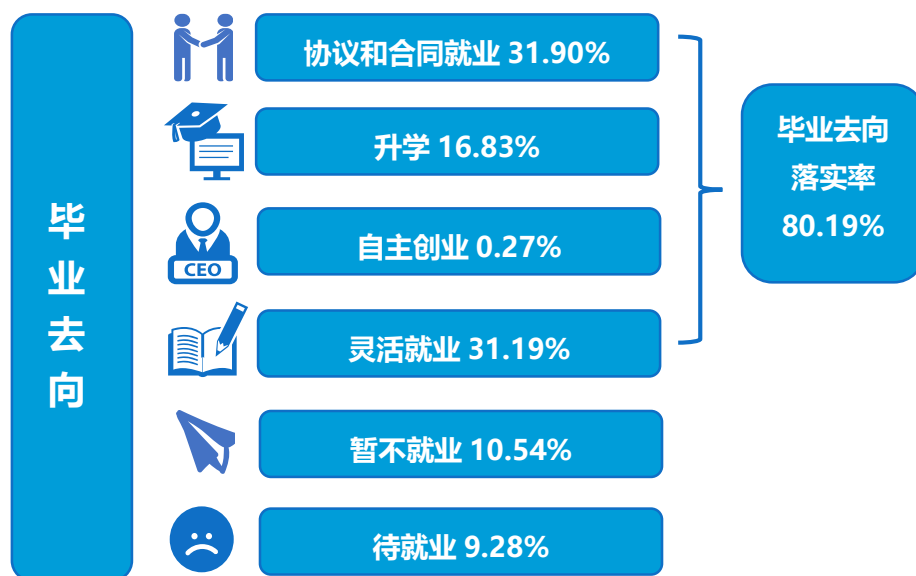 毕业去向
协议和合同就业 31.90%
升学 16.83%
CEO
自主创业 0.27%
灵活就业 31.19%
暂不就业 10.54%
待就业 9.28%
毕业去向
落实率
80.19%